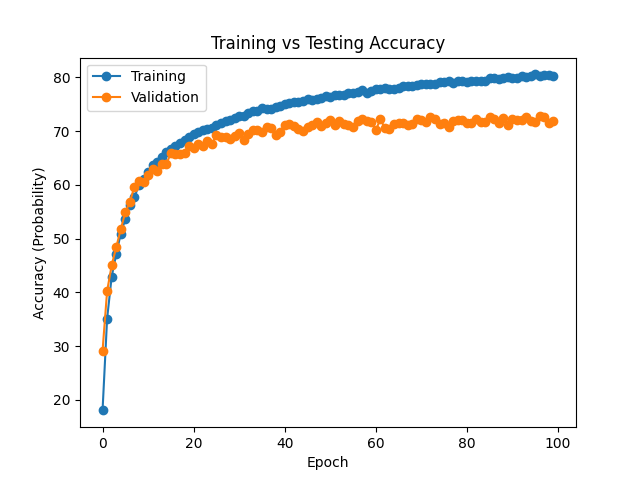 Training vs Testing Accuracy
Training
Validation
Accuracy (Probability)
80
70
60
50
40
30
20
0 20 40 60 80 100
Epoch